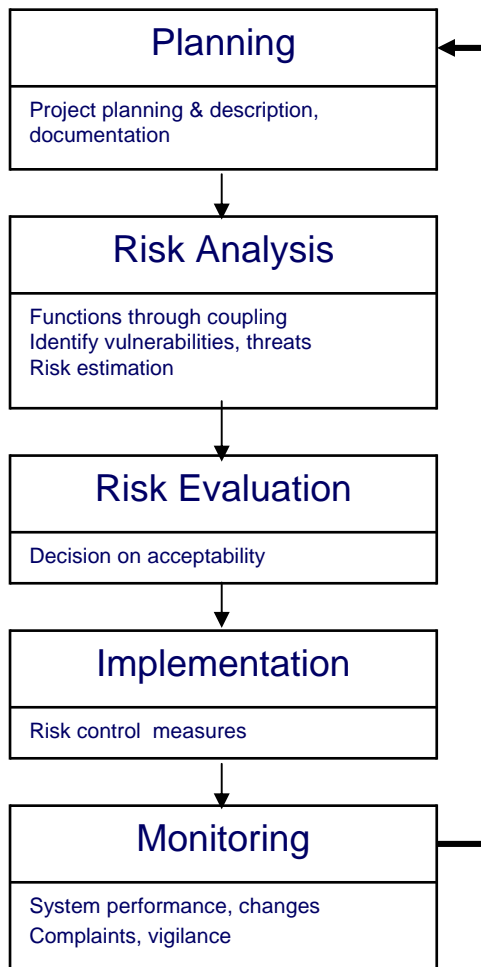 Planning
Project planning & description,
documentation
Risk Analysis
Functions through coupling
Identify vulnerabilities, threats
Risk estimation
Risk Evaluation
Decision on acceptability
Implementation
Risk control measures
Monitoring
System performance, changes
Complaints, vigilance